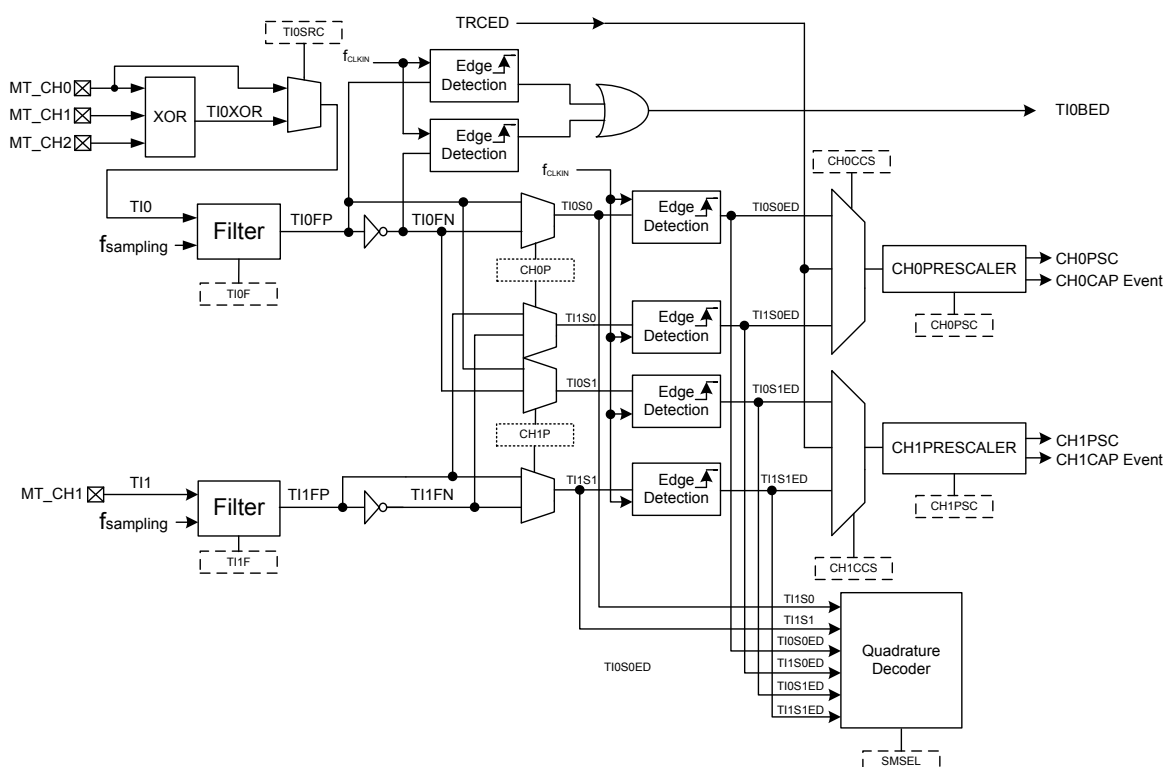 TRCED
TI0SRC
fCLKIN
Edge
Detection
MT_CH0
MT_CH1
MT_CH2
XOR
TI0XOR
TI0BED
Edge
Detection
fCLKIN
CH0CCS
TI0
Filter
fsampling
TI0FP
TI0FN
TI0S0
Edge
Detection
TI0S0ED
TI0F
CH0P
CH0PRESCALER
CH0PSC
CH0CAP Event
CH0PSC
TI1S0
Edge
Detection
TI1S0ED
TI0S1
Edge
Detection
TI0S1ED
CH1P
CH1PRESCALER
CH1PSC
CH1CAP Event
CH1PSC
MT_CH1
TI1
Filter
fsampling
TI1FP
TI1FN
TI1S1
Edge
Detection
TI1S1ED
TI1F
CH1CCS
TI1S0
TI1S1
TI0S0ED
TI1S0ED
TI0S1ED
TI1S1ED
Quadrature
Decoder
TI0S0ED
SMSEL